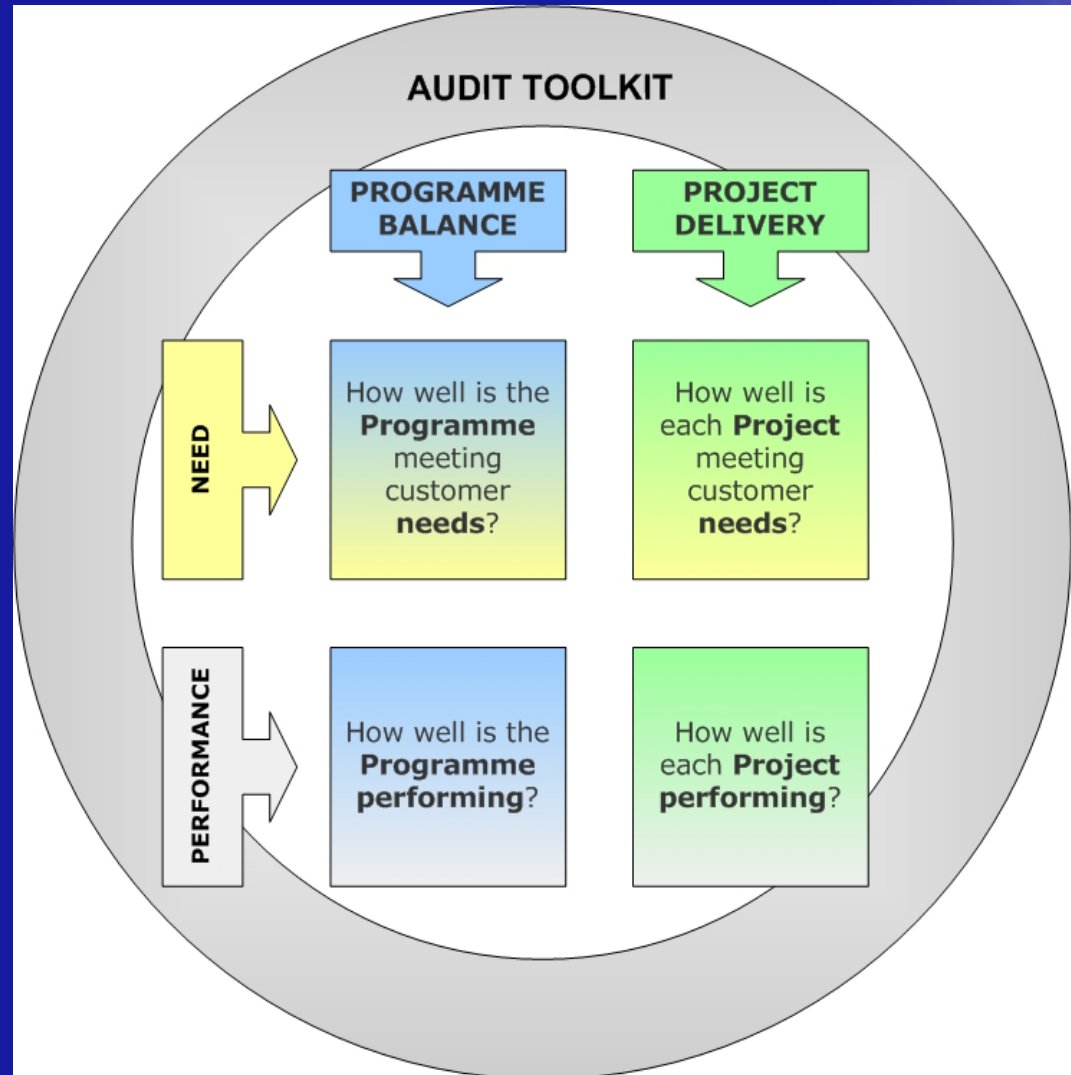 AUDIT TOOLKIT
PROGRAMME
BALANCE
PROJECT
DELIVERY
NEED
How well is the
Programme
meeting
customer
needs?
How well is
each Project
meeting
customer
needs?
PERFORMANCE
How well is the
Programme
performing?
How well is
each Project
performing?